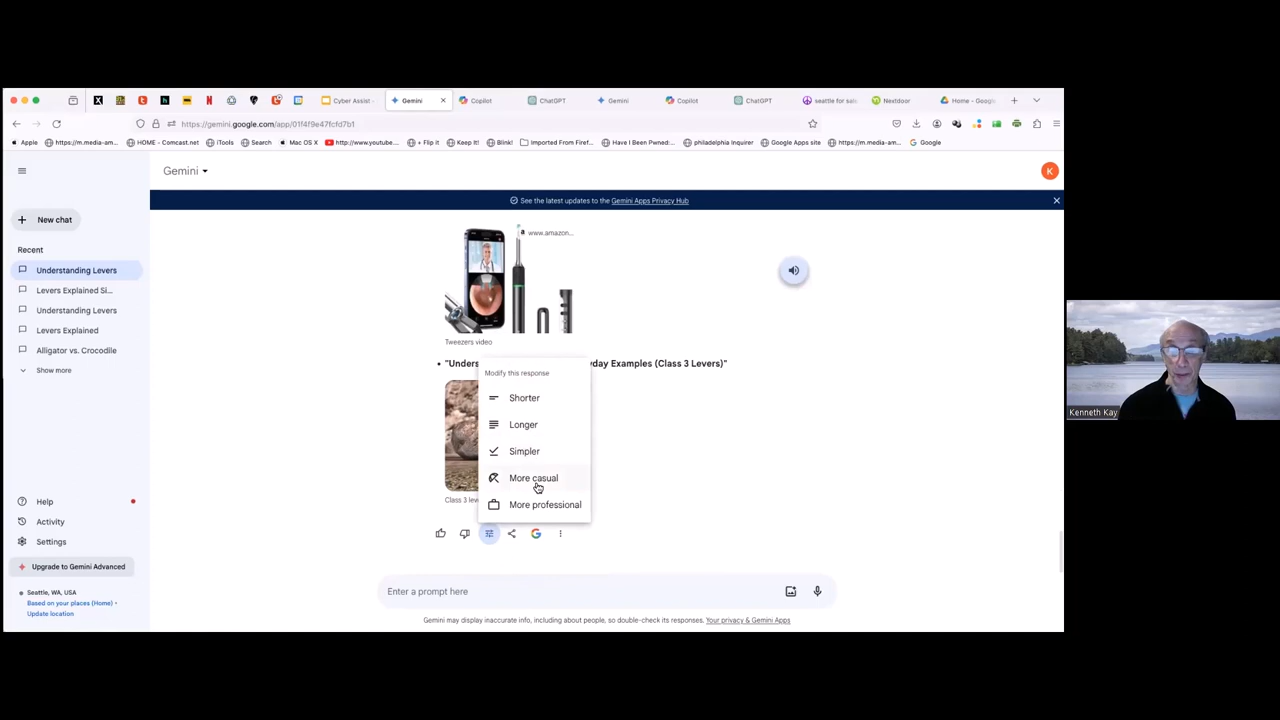 Cyber Assist
Gemini
Copilot
ChatGPT
Gemini
Copilot
ChatGPT
seattle for sale
Nextdoor
Home - Google
https://gemini.google.com/app/01f4f9e47fcfd7b1
Apple
https://m.media-am...
HOME - Comcast.net
iTools
Search
Mac OS X
http://www.youtube...
+ Flip It
Keep It!
Blink!
Imported From Firef...
Have I Been Pwned:...
philadelphia Inquirer
Google Apps site
https://m.media-am...
Google
Gemini
K
See the latest updates to the Gemini Apps Privacy Hub
New chat
Recent
Understanding Levers
Levers Explained Si...
Understanding Levers
Levers Explained
Alligator vs. Crocodile
Show more
Help
Activity
Settings
Upgrade to Gemini Advanced
Seattle, WA, USA
Based on your places (Home) •
Update location
www.amazon...
Tweezers video
• "Unders
day Examples (Class 3 Levers)"
Modify this response
Shorter
Longer
Simpler
More casual
More professional
Class 3 lev
Enter a prompt here
Gemini may display inaccurate info, including about people, so double-check its responses. Your privacy & Gemini Apps
Kenneth Kay